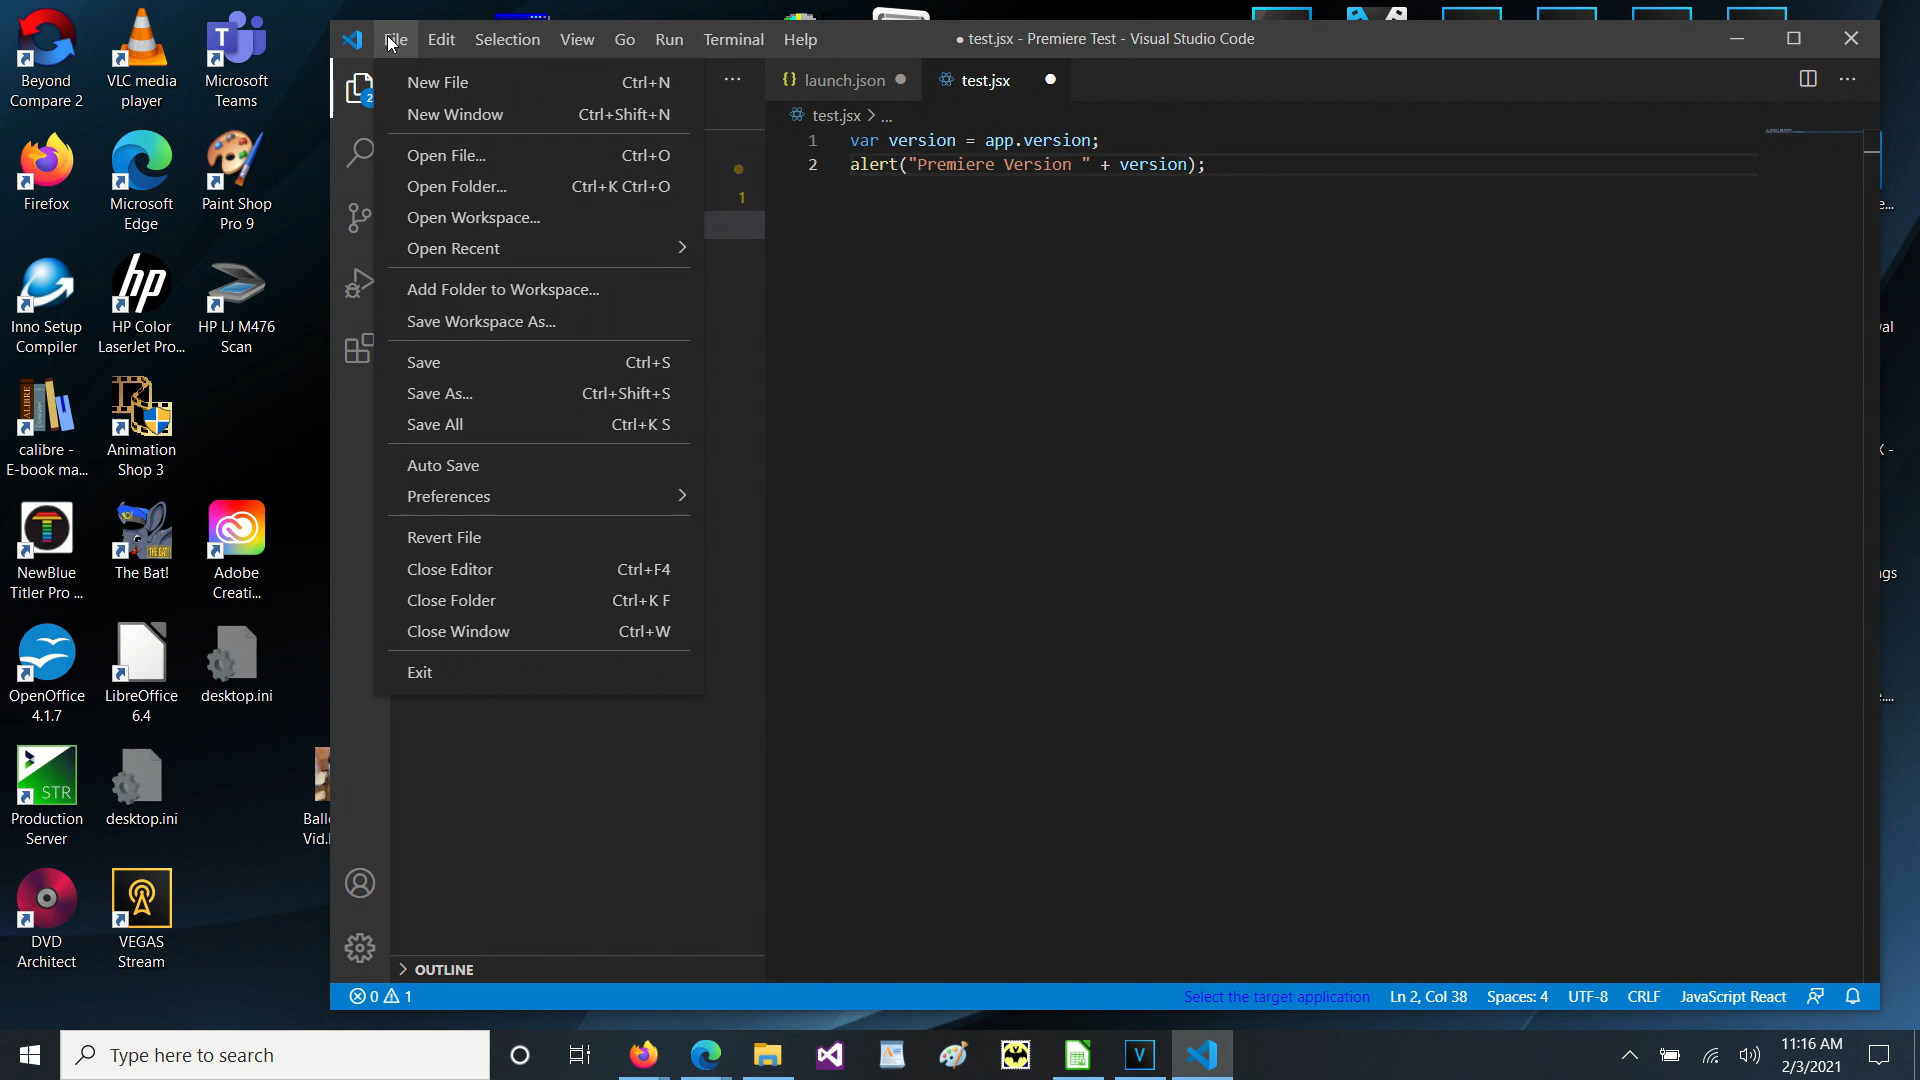 Beyond
Compare 2
VLC media
player
Microsoft
Teams
Firefox
Microsoft
Edge
Paint Shop
Pro 9
Inno Setup
Compiler
HP Color
LaserJet Pro...
HP LJ M476
Scan
calibre -
E-book ma...
Animation
Shop 3
NewBlue
Titler Pro ...
The Bat!
Adobe
Creati...
OpenOffice
4.1.7
LibreOffice
6.4
desktop.ini
STR
Production
Server
desktop.ini
Ball
Vid.
DVD
Architect
VEGAS
Stream
File Edit Selection View Go Run Terminal Help
● test.jsx - Premiere Test - Visual Studio Code
New File Ctrl+N
New Window Ctrl+Shift+N
Open File... Ctrl+O
Open Folder... Ctrl+K Ctrl+O
Open Workspace...
Open Recent
Add Folder to Workspace...
Save Workspace As...
Save Ctrl+S
Save As... Ctrl+Shift+S
Save All Ctrl+K S
Auto Save
Preferences
Revert File
Close Editor Ctrl+F4
Close Folder Ctrl+K F
Close Window Ctrl+W
Exit
2
1
{} launch.json
test.jsx
test.jsx > ...
1 var version = app.version;
2 alert("Premiere Version " + version);
OUTLINE
0 1
Select the target application
Ln 2, Col 38
Spaces: 4
UTF-8
CRLF
JavaScript React
e...
val
X -
ngs
e...
Type here to search
11:16 AM
2/3/2021